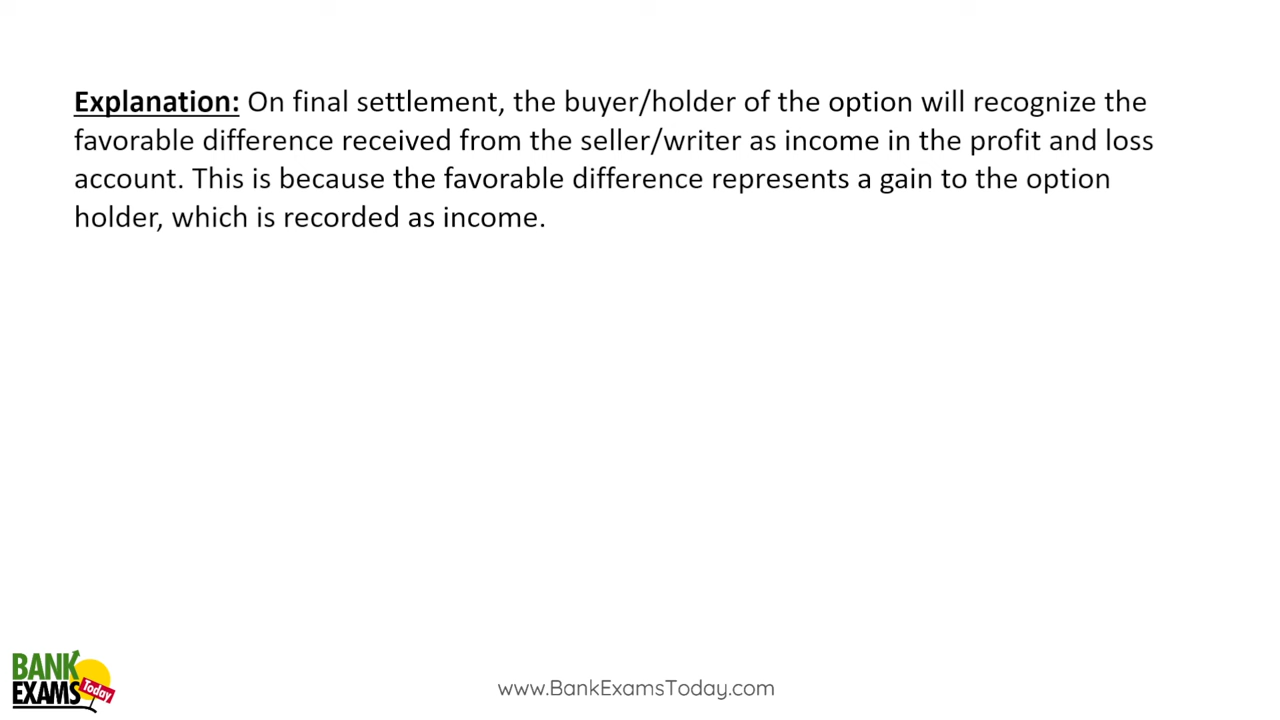 Explanation: On final settlement, the buyer/holder of the option will recognize the
favorable difference received from the seller/writer as income in the profit and loss
account. This is because the favorable difference represents a gain to the option
holder, which is recorded as income.
BANK
EXAMS
Today
www.BankExamsToday.com